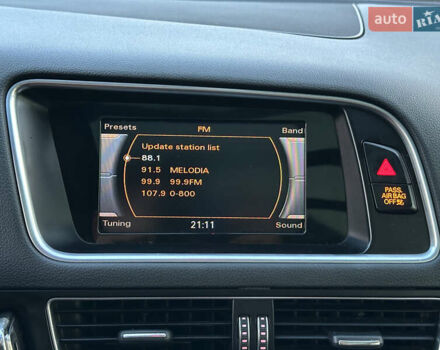 auto RIA
Presets FM Band
Update station list
88.1
91.5 MELODIA
99.9 99.9FM
107.9 0-800
Tuning 21:11 Sound
PASS.
AIR BAG
OFF